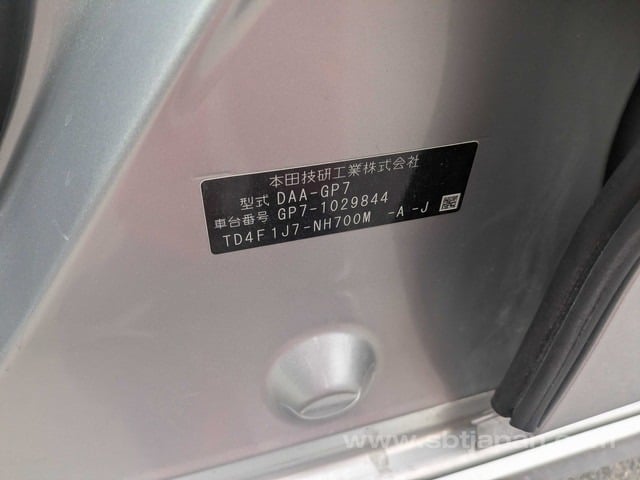 本田技研工業株式会社
型式 DAA-GP7
車台番号 GP7-1029844
TD4F1J7-NH700M -A-J
www.sbtjapan.com